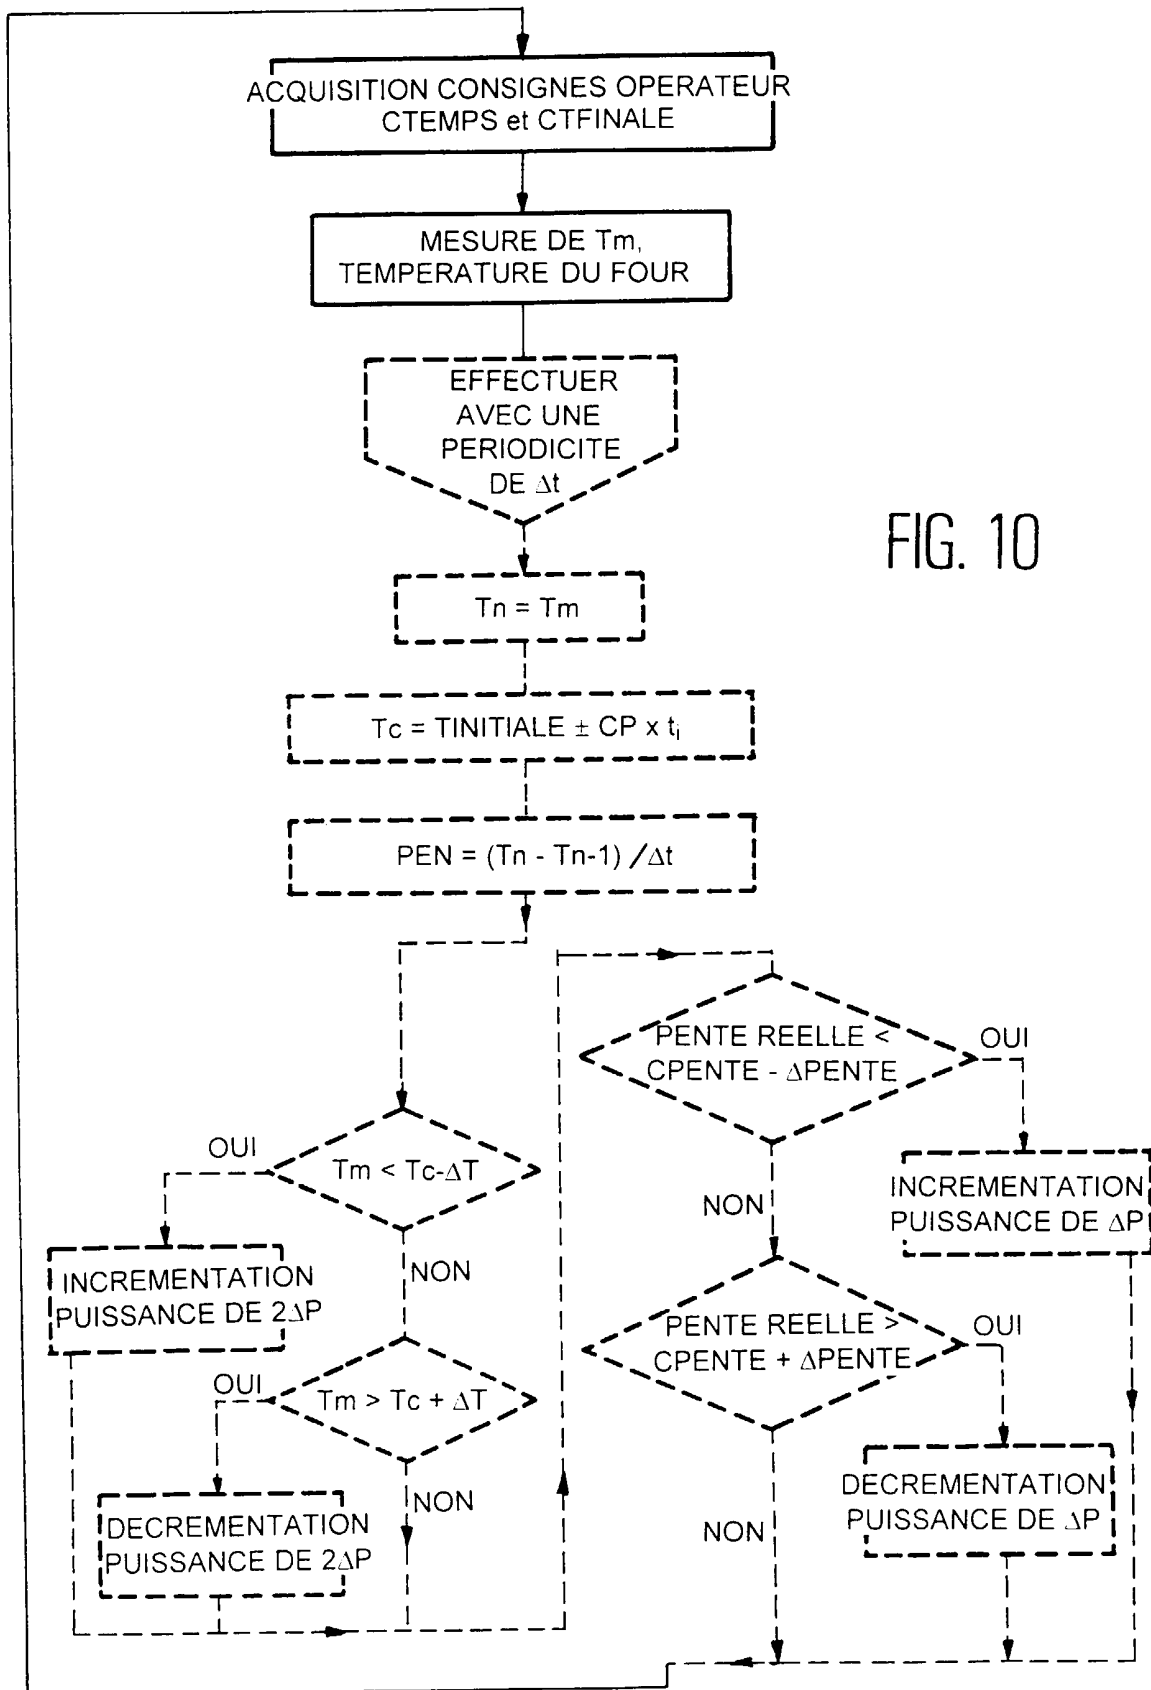 ACQUISITION CONSIGNES OPERATEUR
CTEMPS et CTFINALE
MESURE DE Tm,
TEMPERATURE DU FOUR
EFFECTUER
AVEC UNE
PERIODICITE
DE Δt
FIG. 10
Tn = Tm
Tc = TINITIALE ± CP x ti
PEN = (Tn - Tn-1) /Δt
OUI
Tm < Tc-ΔT
NON
INCREMENTATION
PUISSANCE DE 2ΔP
OUI
Tm > Tc + ΔT
NON
DECREMENTATION
PUISSANCE DE 2ΔP
PENTE REELLE <
CPENTE - ΔPENTE
OUI
NON
INCREMENTATION
PUISSANCE DE ΔP
PENTE REELLE >
CPENTE + ΔPENTE
OUI
NON
DECREMENTATION
PUISSANCE DE ΔP